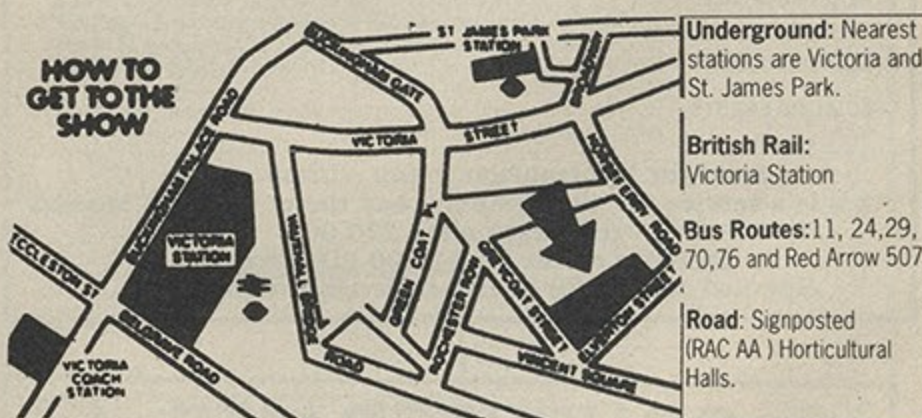 HOW TO
GET TO THE
SHOW
BUCKINGHAM GATE
ST JAMES PARK
STATION
BROADWAY
BUCKINGHAM PALACE ROAD
VICTORIA STREET
HORSEFERRY ROAD
VICTORIA
STATION
VAUXHALL BRIDGE
ROAD
GREEN COAT PL
ROCHESTER ROW
GREYCOAT STREET
ELVERTON STREET
VINCENT SQUARE
ECCLESTON ST
BELGRAVE ROAD
VICTORIA
COACH
STATION
Underground: Nearest
stations are Victoria and
St. James Park.
British Rail:
Victoria Station
Bus Routes:11, 24,29,
70,76 and Red Arrow 507
Road: Signposted
(RAC AA ) Horticultural
Halls.